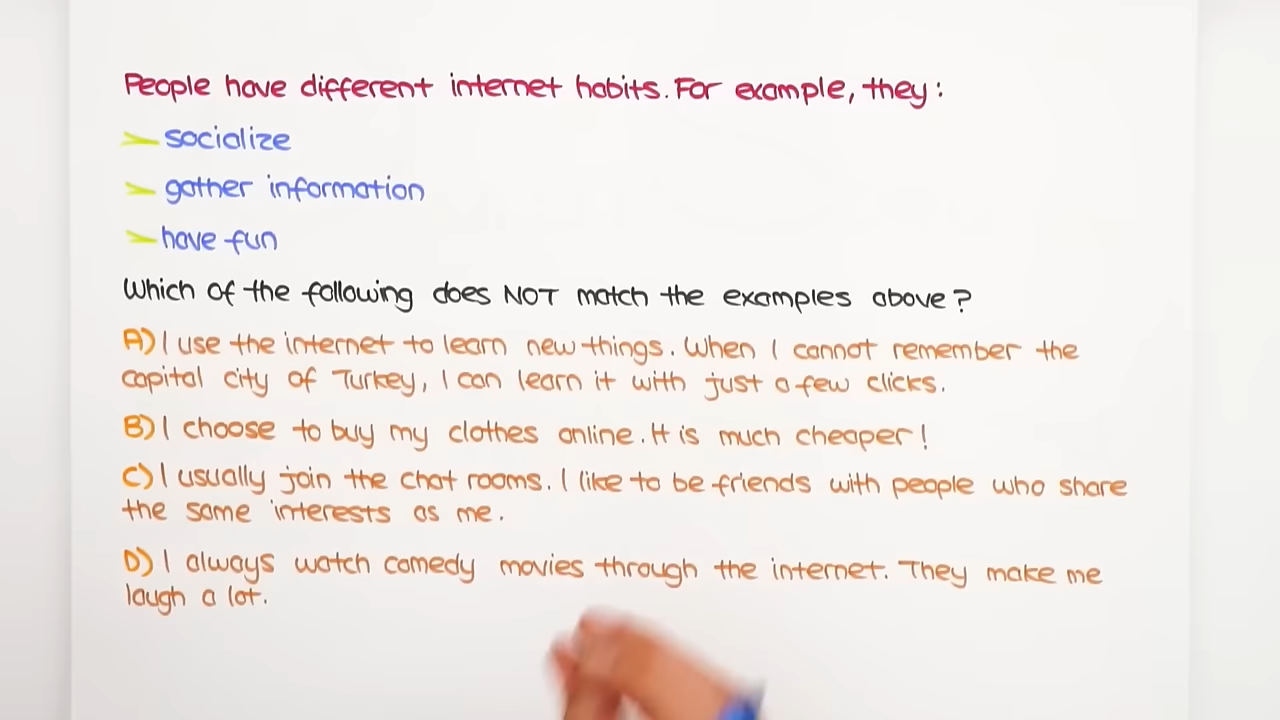 People have different internet habits. For example, they:
socialize
gather information
have fun
Which of the following does NOT match the examples above?
A) I use the internet to learn new things. When I cannot remember the
capital city of Turkey, I can learn it with just a few clicks.
B) I choose to buy my clothes online. It is much cheaper!
C) I usually join the chat rooms. I like to be friends with people who share
the same interests as me.
D) I always watch comedy movies through the internet. They make me
laugh a lot.